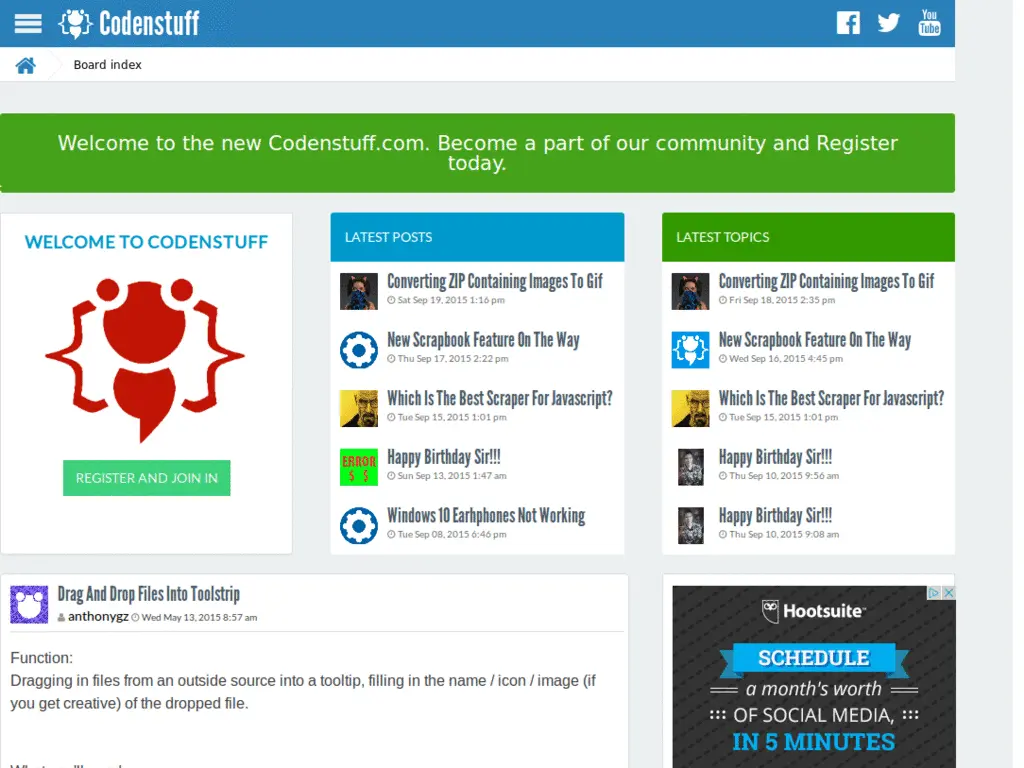 Codenstuff
You
Tube
Board index
Welcome to the new Codenstuff.com. Become a part of our community and Register
today.
WELCOME TO CODENSTUFF
REGISTER AND JOIN IN
LATEST POSTS
Converting ZIP Containing Images To Gif
Sat Sep 19, 2015 1:16 pm
New Scrapbook Feature On The Way
Thu Sep 17, 2015 2:22 pm
Which Is The Best Scraper For Javascript?
Tue Sep 15, 2015 1:01 pm
ERROR
$ $
Happy Birthday Sir!!!
Sun Sep 13, 2015 1:47 am
Windows 10 Earhphones Not Working
Tue Sep 08, 2015 6:46 pm
LATEST TOPICS
Converting ZIP Containing Images To Gif
Fri Sep 18, 2015 2:35 pm
New Scrapbook Feature On The Way
Wed Sep 16, 2015 4:45 pm
Which Is The Best Scraper For Javascript?
Tue Sep 15, 2015 1:01 pm
Happy Birthday Sir!!!
Thu Sep 10, 2015 9:56 am
Happy Birthday Sir!!!
Thu Sep 10, 2015 9:08 am
Drag And Drop Files Into Toolstrip
anthonygz Wed May 13, 2015 8:57 am
Function:
Dragging in files from an outside source into a tooltip, filling in the name / icon / image (if
you get creative) of the dropped file.
Hootsuite™
SCHEDULE
a month's worth
OF SOCIAL MEDIA,
IN 5 MINUTES